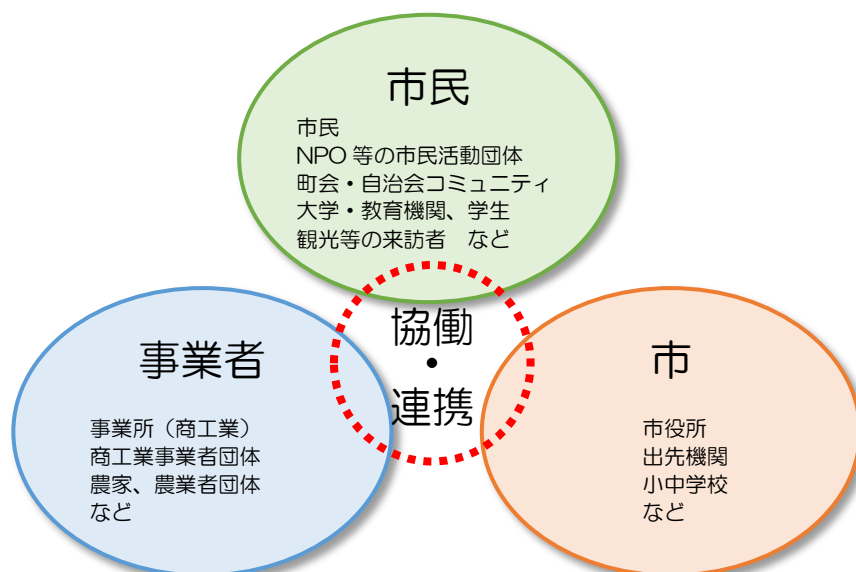 市民
市民
NPO 等の市民活動団体
町会・自治会コミュニティ
大学・教育機関、学生
観光等の来訪者　など
協働
・
連携
事業者
事業所（商工業）
商工業事業者団体
農家、農業者団体
など
市
市役所
出先機関
小中学校
など